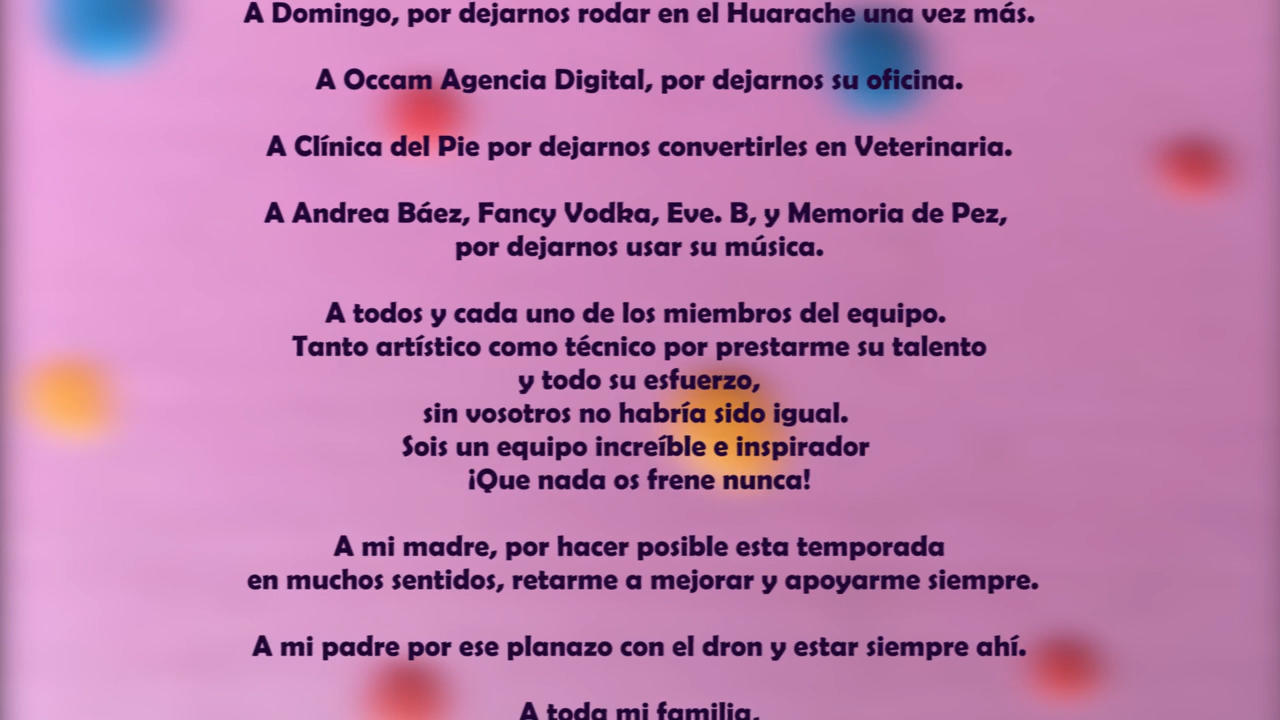 A Domingo, por dejarnos rodar en el Huarache una vez más.
A Occam Agencia Digital, por dejarnos su oficina.
A Clínica del Pie por dejarnos convertirles en Veterinaria.
A Andrea Báez, Fancy Vodka, Eve. B, y Memoria de Pez,
por dejarnos usar su música.
A todos y cada uno de los miembros del equipo.
Tanto artístico como técnico por prestarme su talento
y todo su esfuerzo,
sin vosotros no habría sido igual.
Sois un equipo increíble e inspirador
¡Que nada os frene nunca!
A mi madre, por hacer posible esta temporada
en muchos sentidos, retarme a mejorar y apoyarme siempre.
A mi padre por ese planazo con el dron y estar siempre ahí.
A toda mi familia,